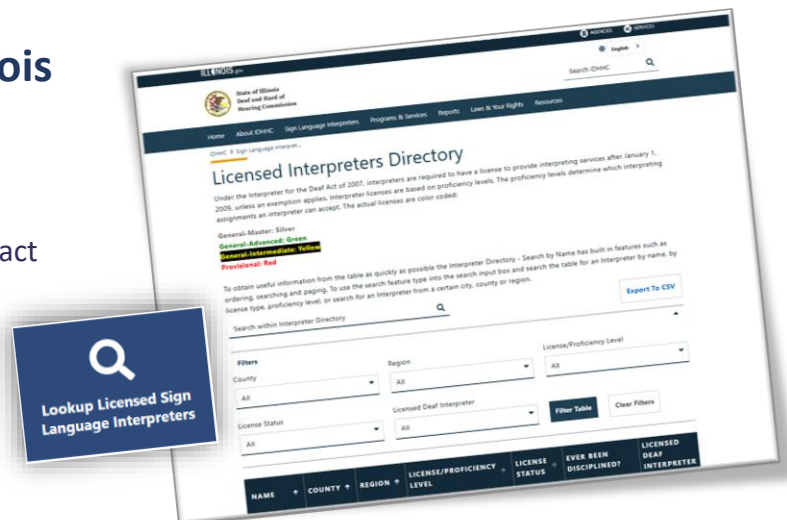 ois
act
Lookup Licensed Sign
Language Interpreters
ILLINOIS.gov
AGENCIES
SERVICES
English
State of Illinois
Deaf and Hard of
Hearing Commission
Search IDHHC
Home About IDHHC Sign Language Interpreters Programs & Services Reports Laws & Your Rights Resources
IDHHC > Sign Language Interpret...
Licensed Interpreters Directory
Under the Interpreter for the Deaf Act of 2007, interpreters are required to have a license to provide interpreting services after January 1,
2009, unless an exemption applies. Interpreter licenses are based on proficiency levels. The proficiency levels determine which interpreting
assignments an interpreter can accept. The actual licenses are color coded:
General-Master: Silver
General-Advanced: Green
General-Intermediate: Yellow
Provisional: Red
To obtain useful information from the table as quickly as possible the Interpreter Directory - Search by Name has built in features such as
ordering, searching and paging. To use the search feature type into the search input box and search the table for an Interpreter by name, by
license type, proficiency level, or search for an Interpreter from a certain city, county or region.
Search within Interpreter Directory
Export To CSV
Filters
County Region License/Proficiency Level
All All All
License Status Licensed Deaf Interpreter
All All Filter Table Clear Filters
NAME COUNTY REGION LICENSE/PROFICIENCY LEVEL LICENSE STATUS EVER BEEN DISCIPLINED? LICENSED DEAF INTERPRETER